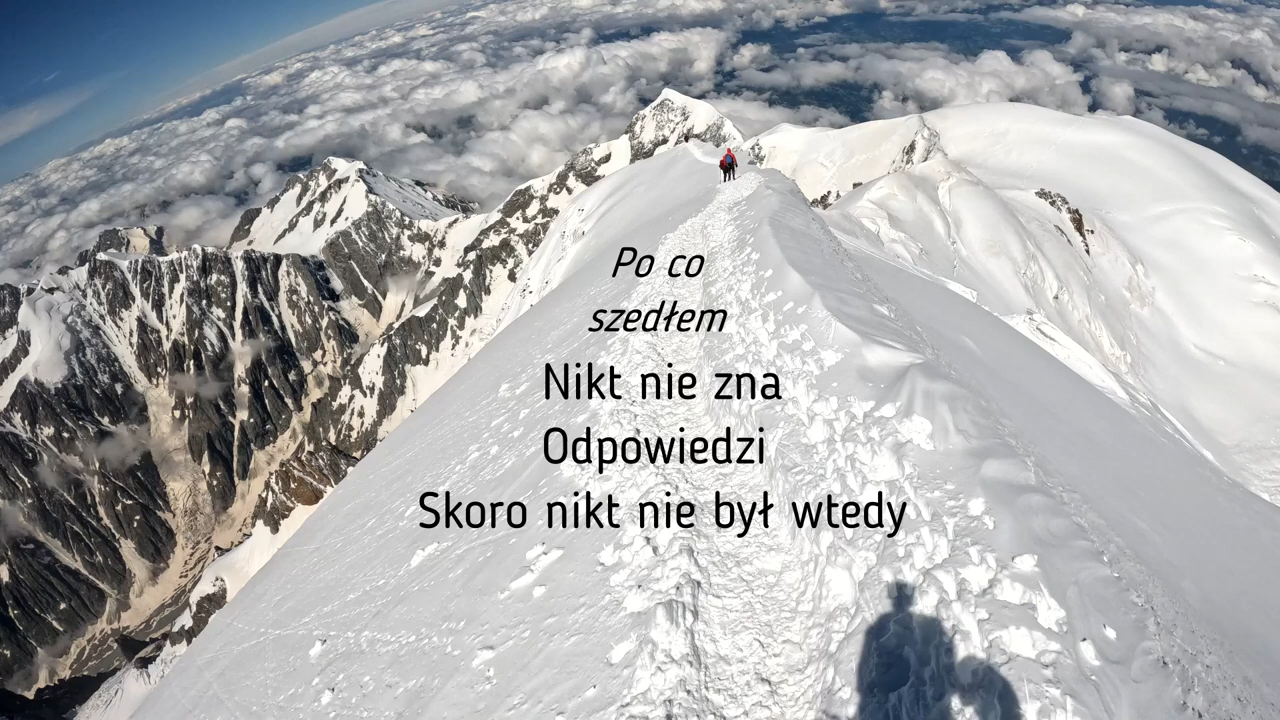 Po co
szedłem
Nikt nie zna
Odpowiedzi
Skoro nikt nie był wtedy